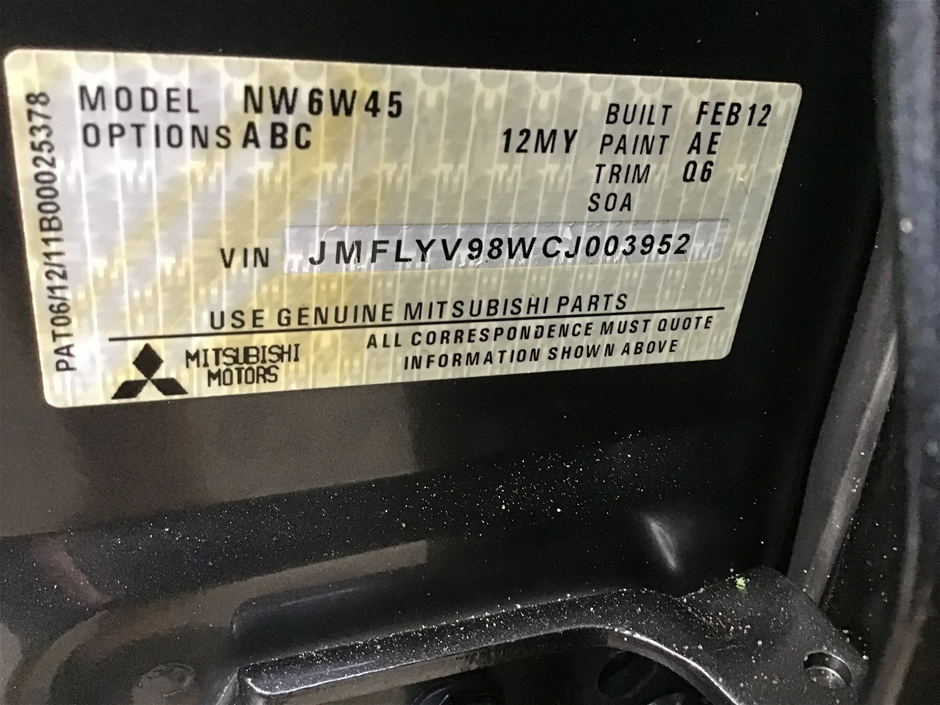 MODEL NW6W45
OPTIONS ABC
12MY
BUILT FEB12
PAINT AE
TRIM Q6
SOA
VIN JMFLYV98WCJ003952
USE GENUINE MITSUBISHI PARTS
ALL CORRESPONDENCE MUST QUOTE
INFORMATION SHOWN ABOVE
MITSUBISHI
MOTORS
PAT06/12/111B00025378